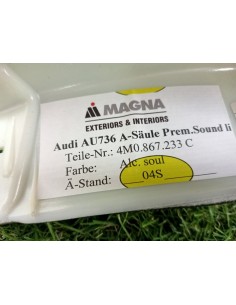 MAGNA
EXTERIORS & INTERIORS
Audi AU736 A-Säule Prem.Sound li
Teile-Nr.: 4M0.867.233 C
Farbe: Alc. soul
Ä-Stand: 04S